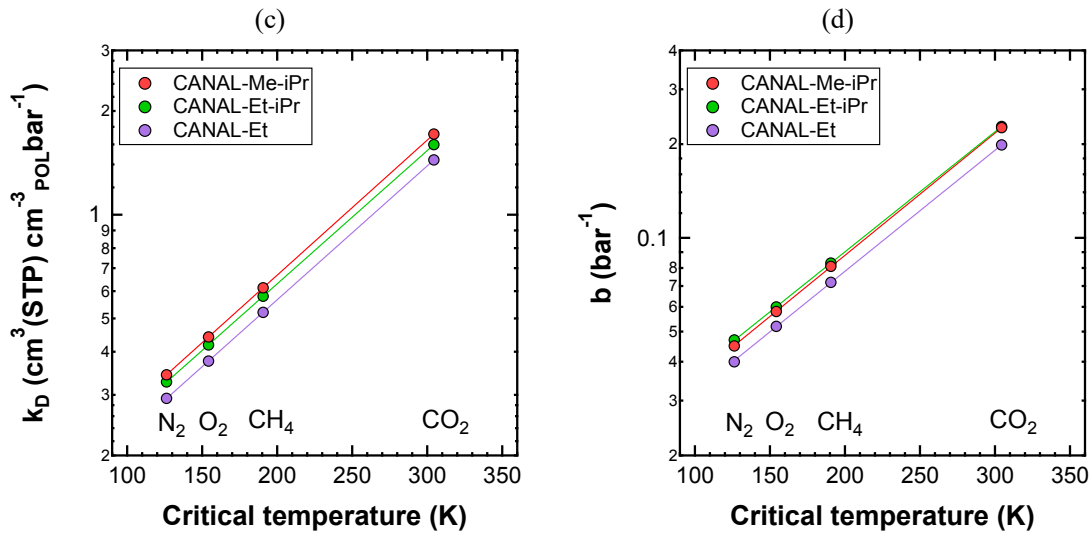 (c)
3
2
1
9
8
7
6
5
4
3
2
CANAL-Me-iPr
CANAL-Et-iPr
CANAL-Et
N₂ O₂ CH₄ CO₂
100 150 200 250 300 350
Critical temperature (K)
k_D (cm³(STP) cm⁻³_POL bar⁻¹)
(d)
4
3
2
0.1
9
8
7
6
5
4
3
2
CANAL-Me-iPr
CANAL-Et-iPr
CANAL-Et
N₂ O₂ CH₄ CO₂
100 150 200 250 300 350
Critical temperature (K)
b (bar⁻¹)